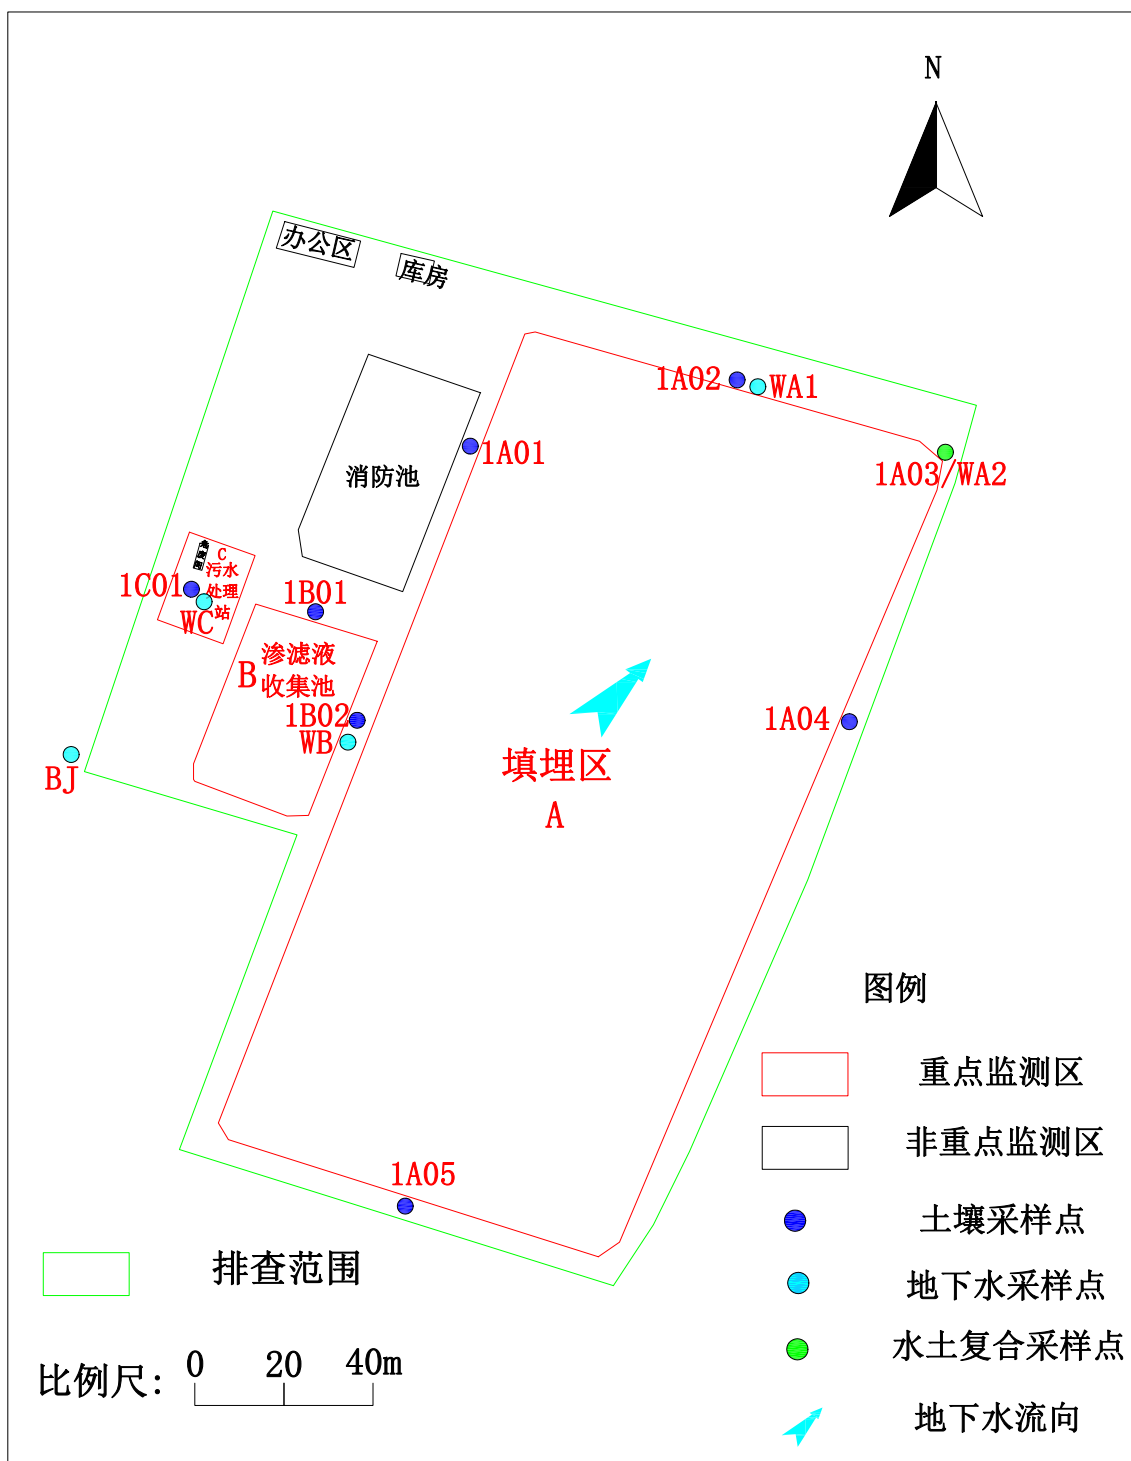 N
办公区
库房
1A02
WA1
1A01
1A03/WA2
消防池
C
污水
处理
站
1C01
WC
1B01
B
渗滤液
收集池
1B02
WB
1A04
填埋区
A
BJ
1A05
图例
重点监测区
非重点监测区
土壤采样点
地下水采样点
水土复合采样点
地下水流向
排查范围
比例尺:
0 20 40m